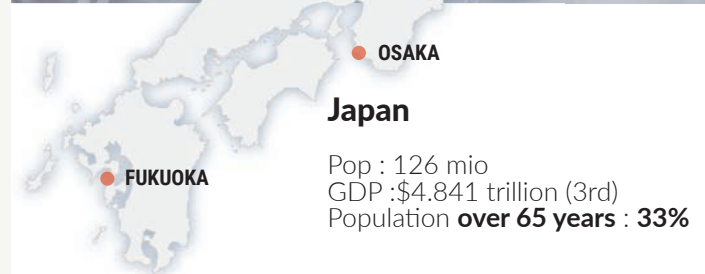 OSAKA
Japan
Pop : 126 mio
FUKUOKA
GDP :$4.841 trillion (3rd)
Population over 65 years : 33%